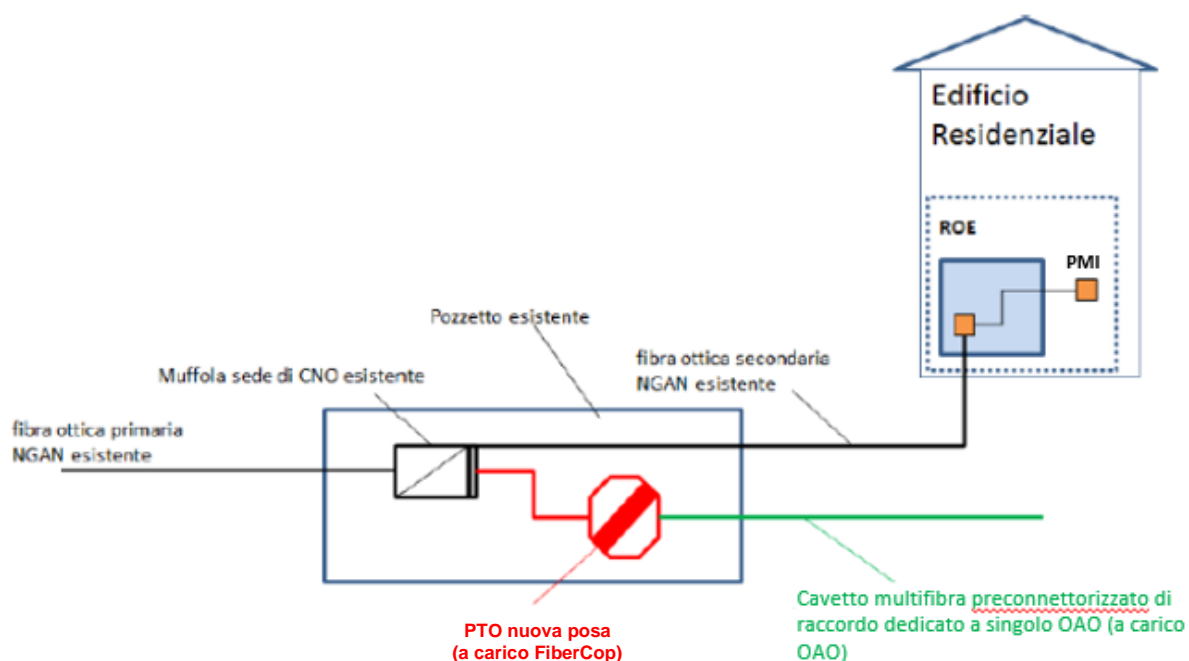 Edificio
Residenziale
ROE
PMI
Pozzetto esistente
fibra ottica secondaria
NGAN esistente
Muffola sede di CNO esistente
fibra ottica primaria
NGAN esistente
PTO nuova posa
(a carico FiberCop)
Cavetto multifibra preconnettorizzato di
raccordo dedicato a singolo OAO (a carico
OAO)